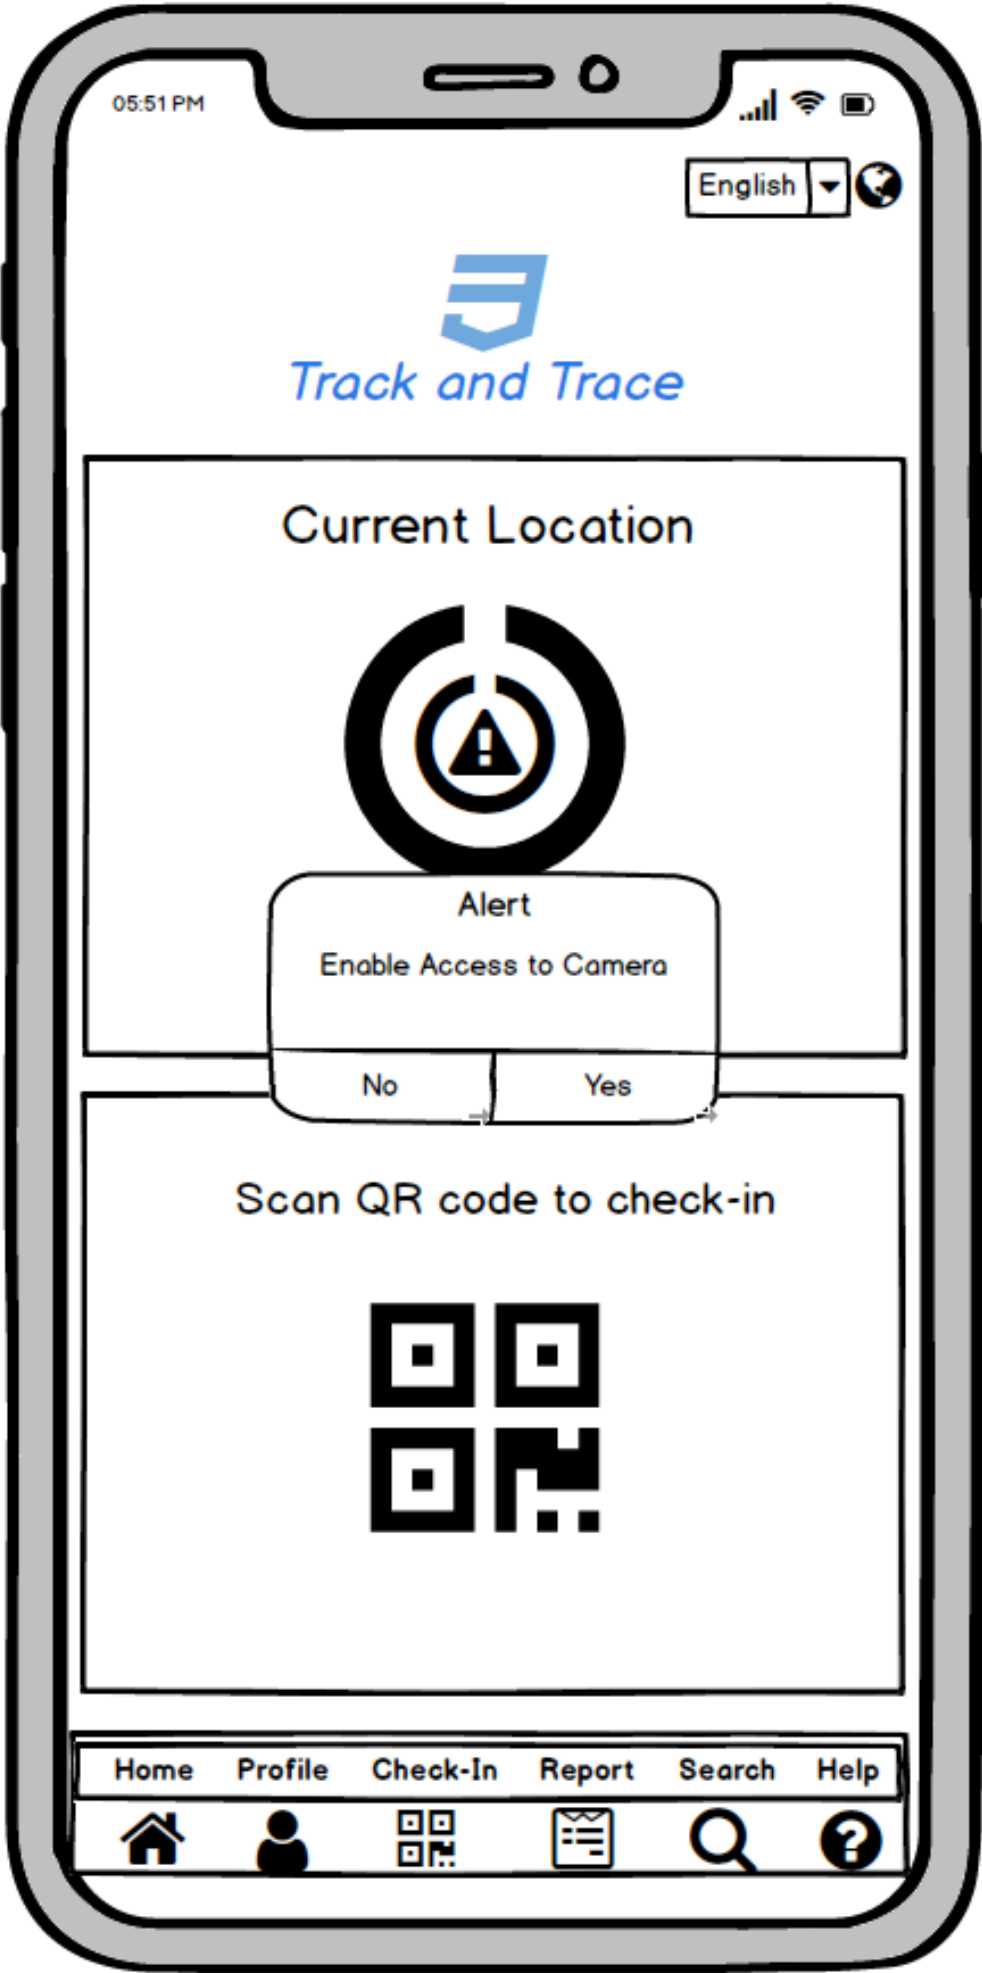 05:51 PM
English
Track and Trace
Current Location
Alert
Enable Access to Camera
No Yes
Scan QR code to check-in
Home Profile Check-In Report Search Help